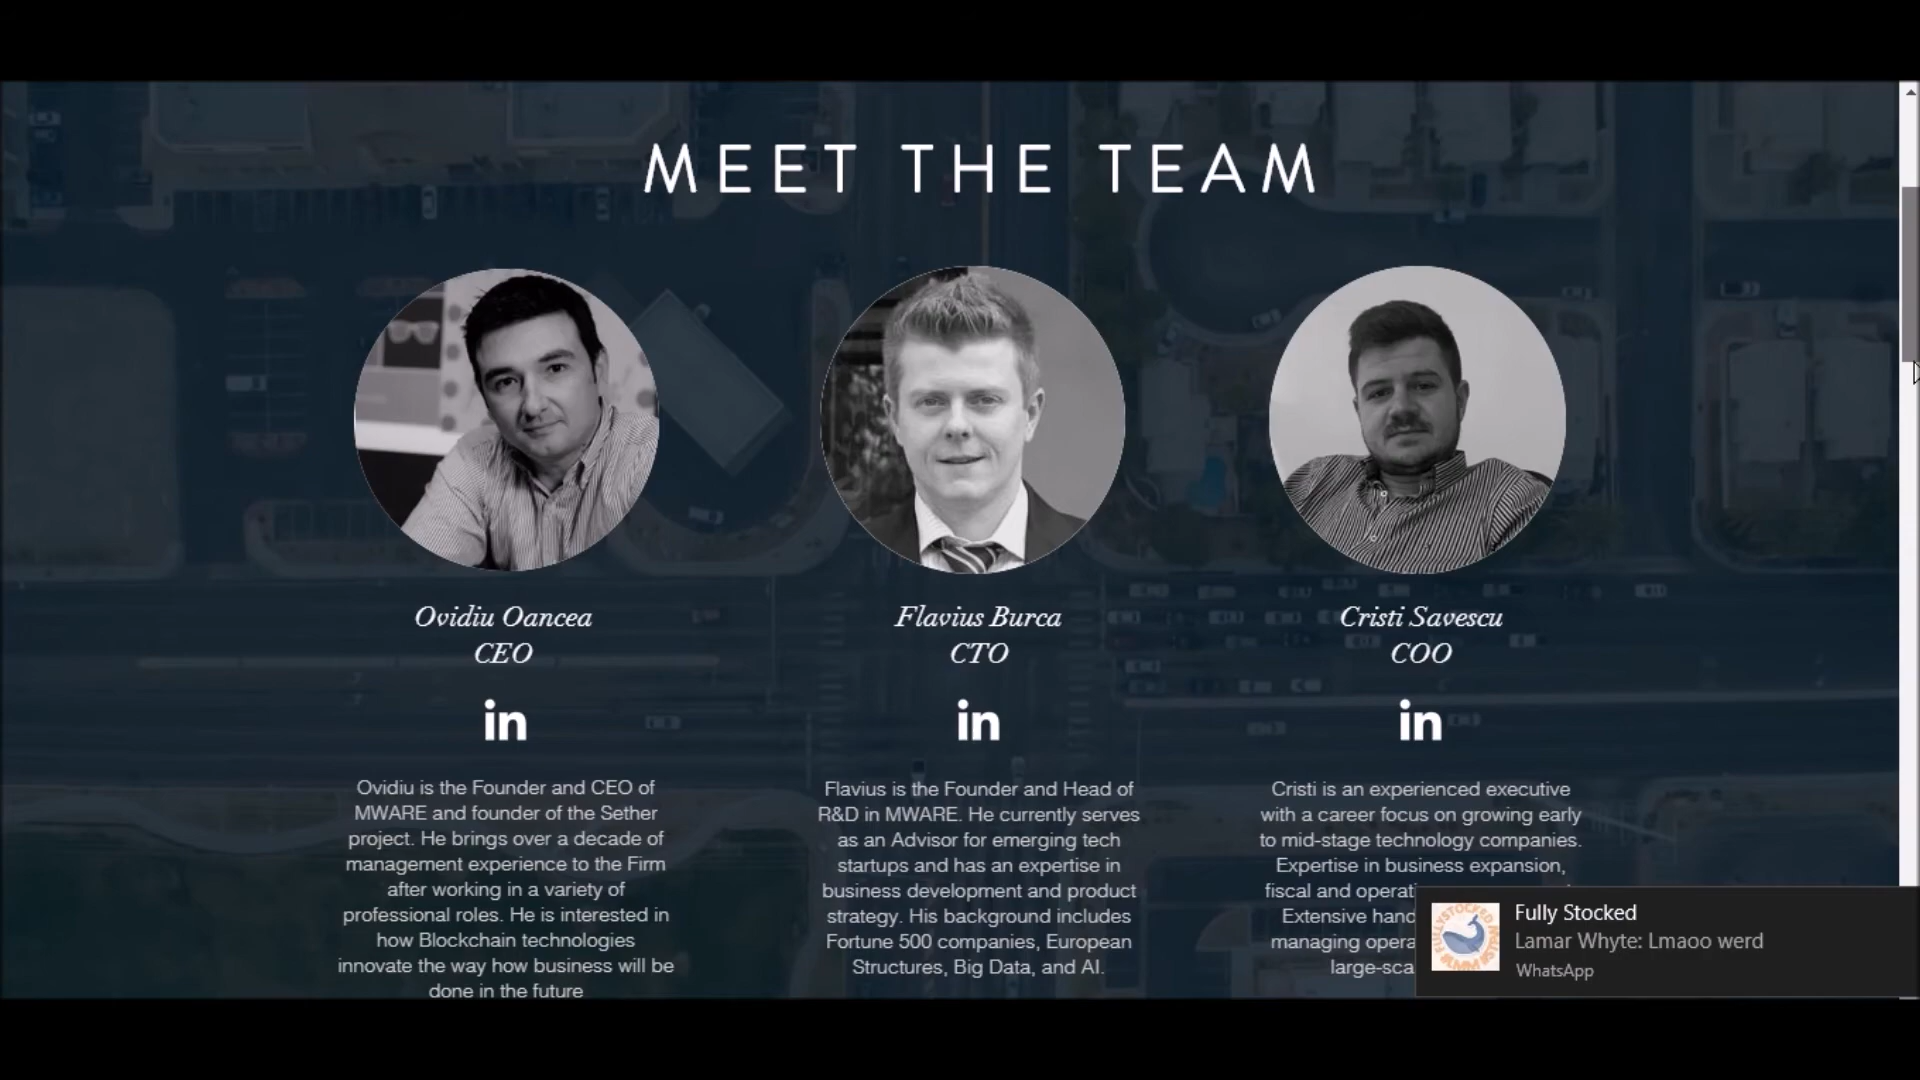 MEET THE TEAM
Ovidiu Oancea
CEO
in
Ovidiu is the Founder and CEO of
MWARE and founder of the Sether
project. He brings over a decade of
management experience to the Firm
after working in a variety of
professional roles. He is interested in
how Blockchain technologies
innovate the way how business will be
done in the future
Flavius Burca
CTO
in
Flavius is the Founder and Head of
R&D in MWARE. He currently serves
as an Advisor for emerging tech
startups and has an expertise in
business development and product
strategy. His background includes
Fortune 500 companies, European
Structures, Big Data, and AI.
Cristi Savescu
COO
in
Cristi is an experienced executive
with a career focus on growing early
to mid-stage technology companies.
Expertise in business expansion,
fiscal and operati
Extensive hand
managing opera
large-sca
Fully Stocked
Lamar Whyte: Lmaoo werd
WhatsApp